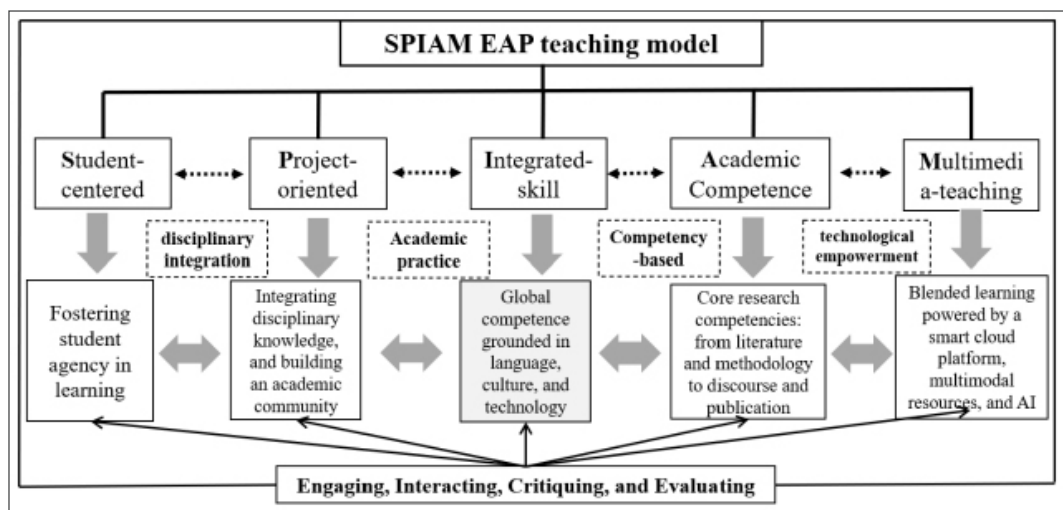 SPIAM EAP teaching model
Student-
centered
Project-
oriented
Integrated-
skill
Academic
Competence
Multimedi
a-teaching
disciplinary
integration
Academic
practice
Competency
-based
technological
empowerment
Fostering
student
agency in
learning
Integrating
disciplinary
knowledge,
and building
an academic
community
Global
competence
grounded in
language,
culture, and
technology
Core research
competencies:
from literature
and methodology
to discourse and
publication
Blended learning
powered by a
smart cloud
platform,
multimodal
resources, and AI
Engaging, Interacting, Critiquing, and Evaluating